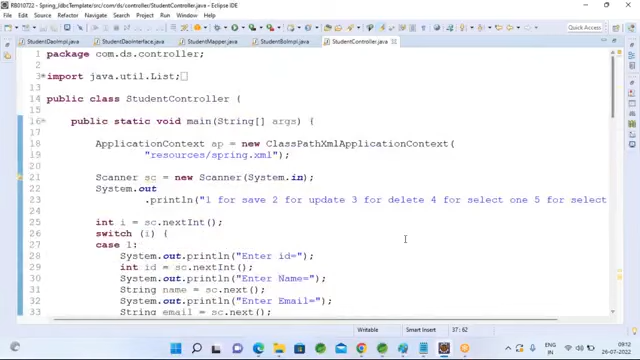 RB010722 - Spring_JdbcTemplate/src/com/ds/controller/StudentController.java - Eclipse IDE
File Edit Source Refactor Navigate Search Project Run Window Help
Quick Access
StudentDaoImpl.java StudentDaoInterface.java StudentMapper.java StudentBsImpl.java StudentController.java
1 package com.ds.controller;
2
3 import java.util.List;
13
14 public class StudentController {
15
16 public static void main(String[] args) {
17
18 ApplicationContext ap = new ClassPathXmlApplicationContext(
19 "resources/spring.xml");
20
21 Scanner sc = new Scanner(System.in);
22 System.out
23 .println("1 for save 2 for update 3 for delete 4 for select one 5 for select
24
25 int i = sc.nextInt();
26 switch (i) {
27 case 1:
28 System.out.println("Enter id=");
29 int id = sc.nextInt();
30 System.out.println("Enter Name=");
31 String name = sc.next();
32 System.out.println("Enter Email=");
33 String email = sc.next();
Writable Smart Insert 37 : 62
ENG
IN
09:12
26-07-2022